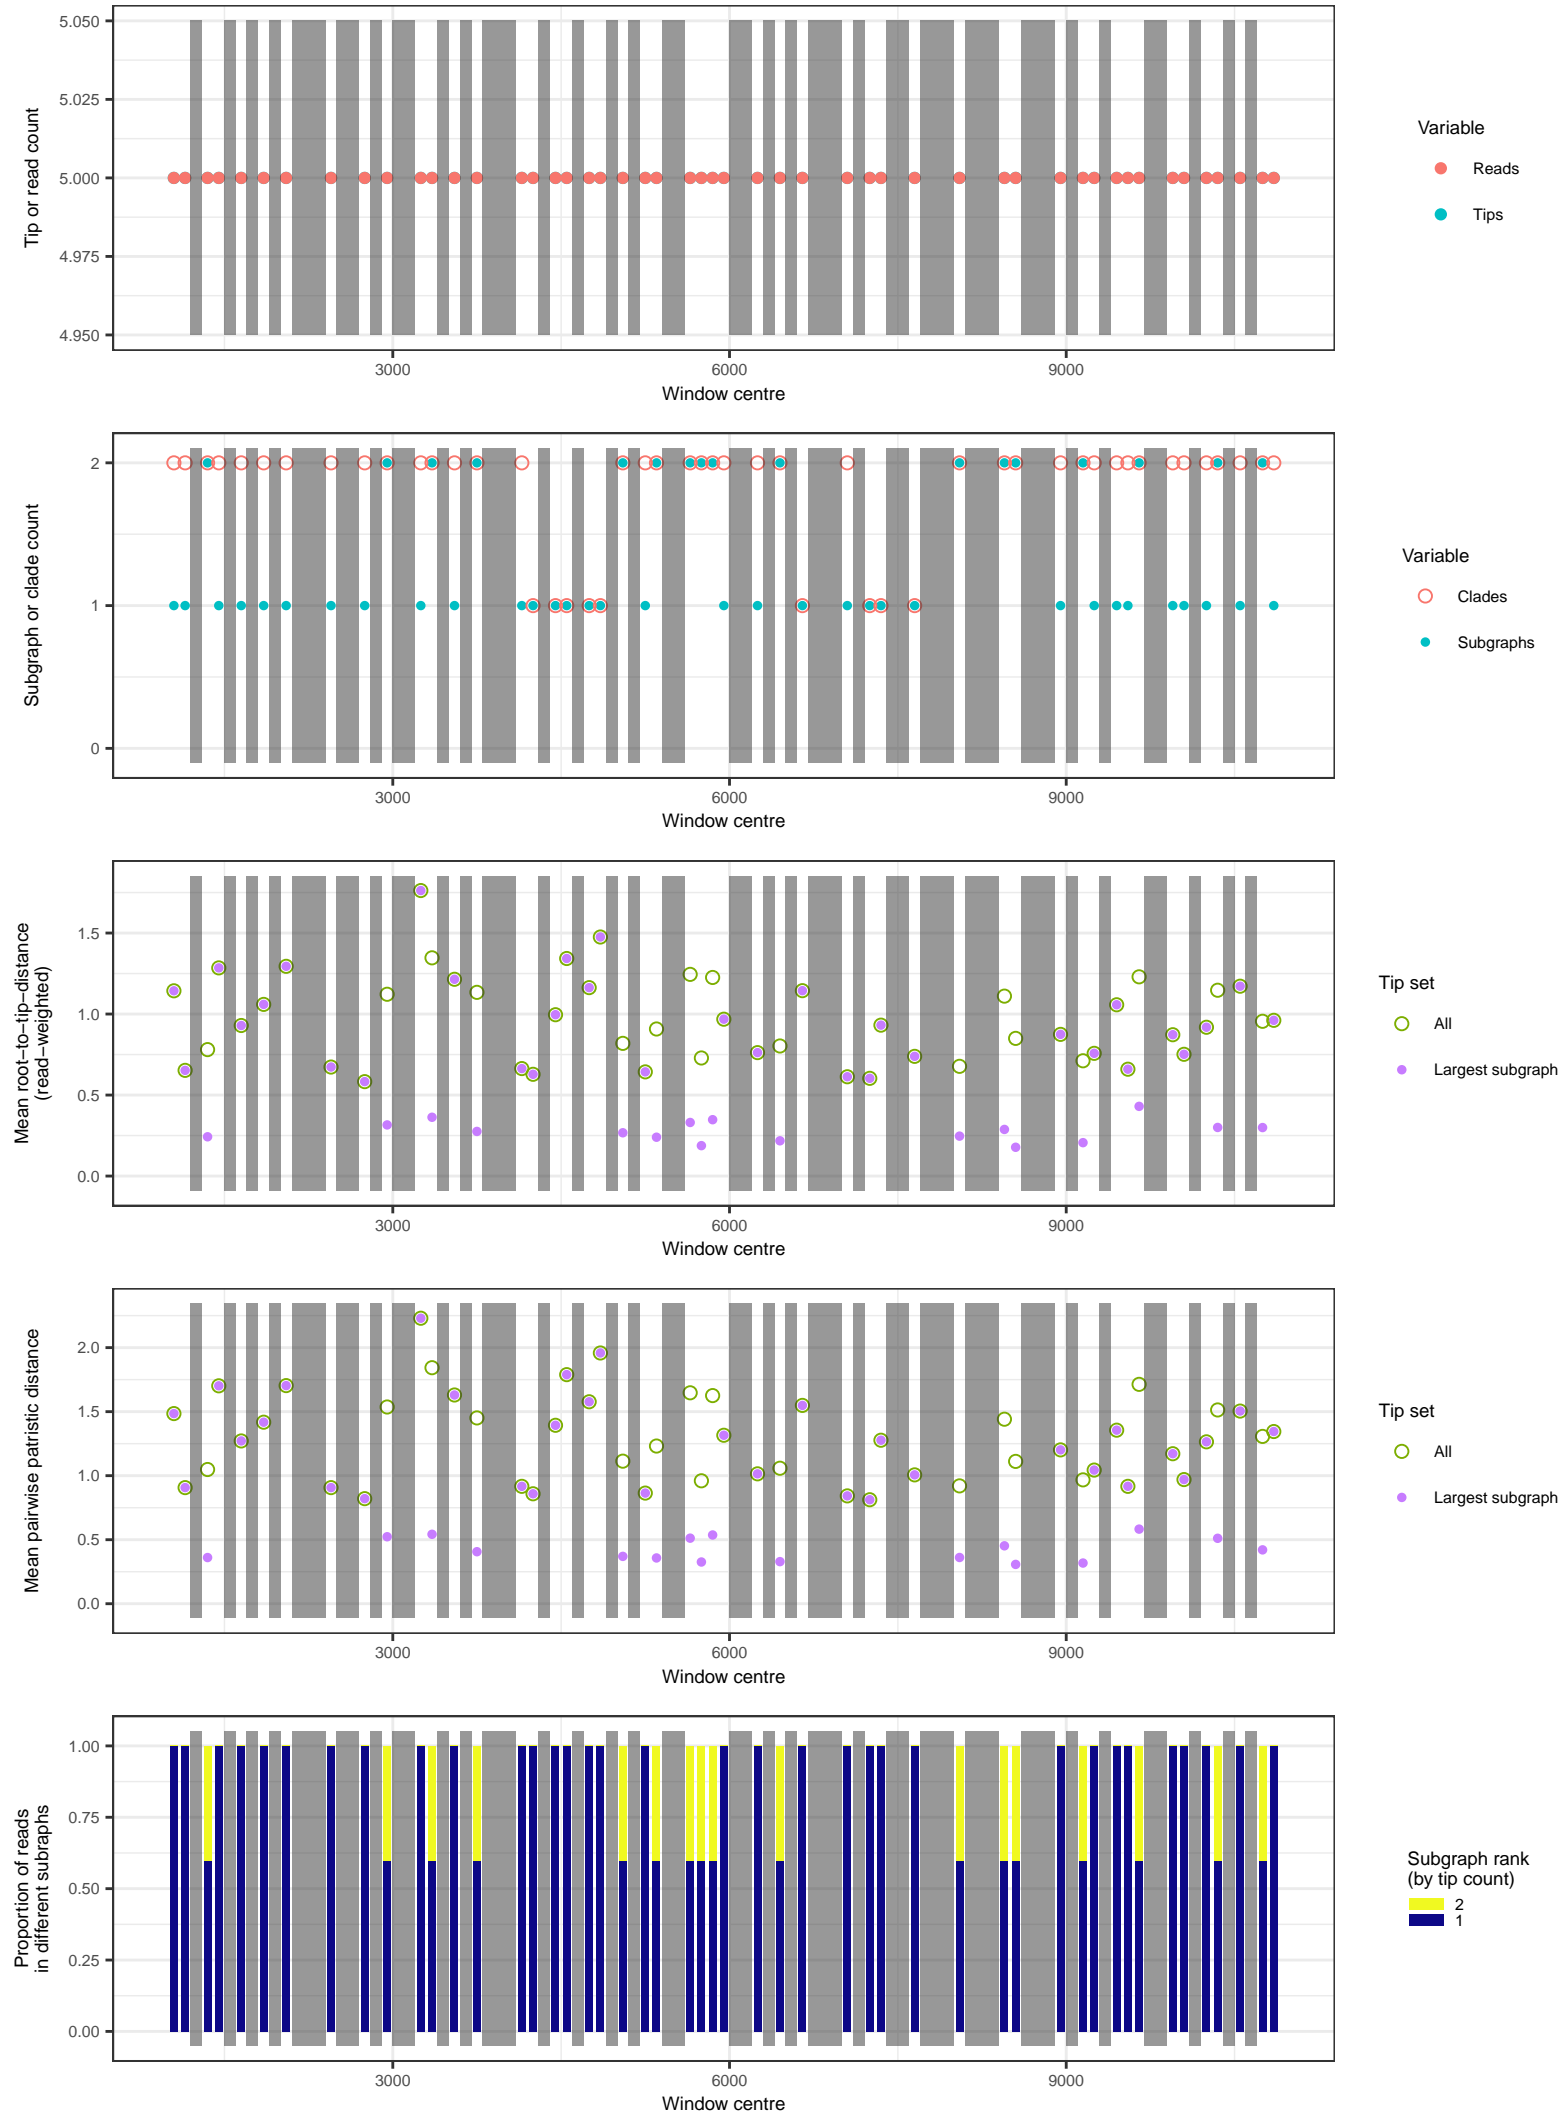 5.050
5.025
5.000
4.975
4.950
Tip or read count
3000
6000
9000
Window centre
Variable
Reads
Tips
2
1
0
Subgraph or clade count
3000
6000
9000
Window centre
Variable
Clades
Subgraphs
1.5
1.0
0.5
0.0
Mean root−to−tip−distance
(read−weighted)
3000
6000
9000
Window centre
Tip set
All
Largest subgraph
2.0
1.5
1.0
0.5
0.0
Mean pairwise patristic distance
3000
6000
9000
Window centre
Tip set
All
Largest subgraph
1.00
0.75
0.50
0.25
0.00
Proportion of reads
in different subraphs
3000
6000
9000
Window centre
Subgraph rank
(by tip count)
2
1